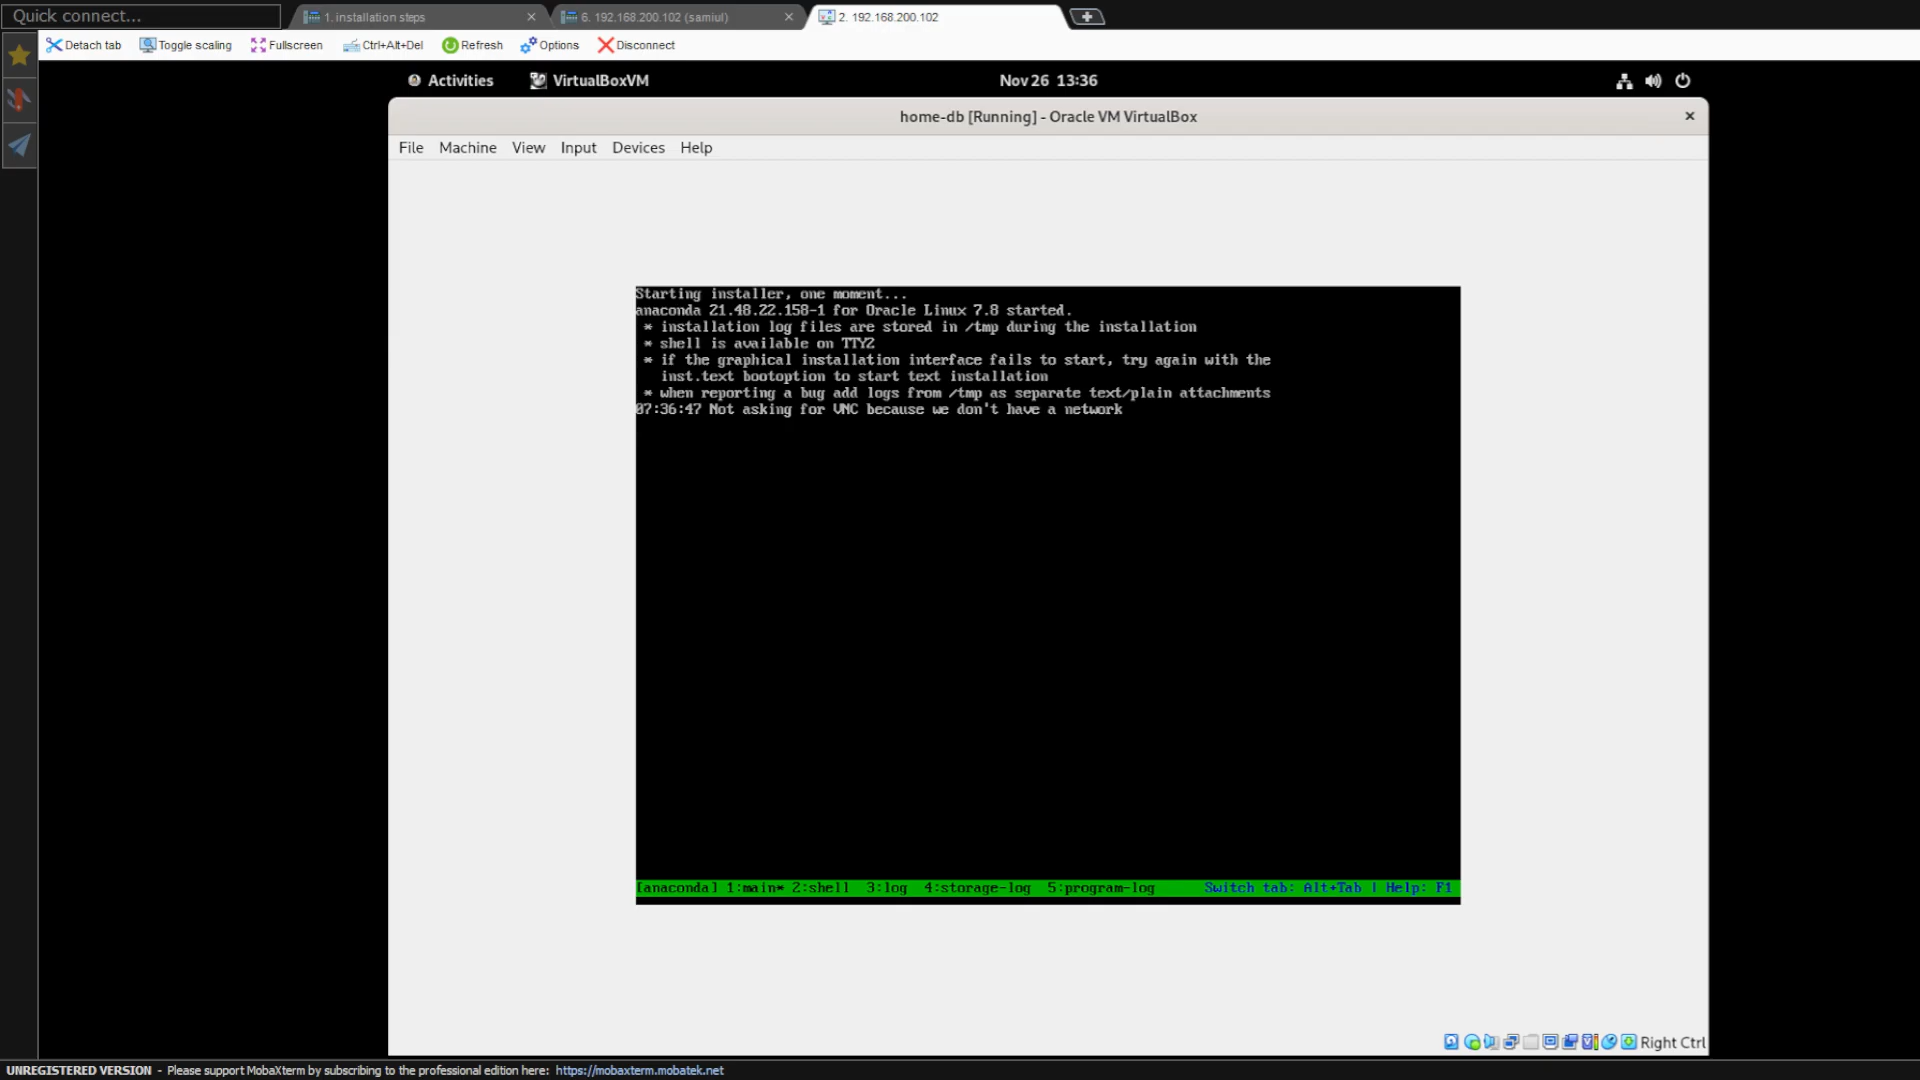 Quick connect...
1. installation steps
6. 192.168.200.102 (samiul)
2. 192.168.200.102
Detach tab
Toggle scaling
Fullscreen
Ctrl+Alt+Del
Refresh
Options
Disconnect
Activities
VirtualBoxVM
Nov 26 13:36
home-db [Running] - Oracle VM VirtualBox
File Machine View Input Devices Help
Starting installer, one moment...
anaconda 21.48.22.158-1 for Oracle Linux 7.8 started.
* installation log files are stored in /tmp during the installation
* shell is available on TTY2
* if the graphical installation interface fails to start, try again with the
inst.text bootoption to start text installation
* when reporting a bug add logs from /tmp as separate text/plain attachments
07:36:47 Not asking for VNC because we don't have a network
[anaconda] 1:main* 2:shell 3:log 4:storage-log 5:program-log Switch tab: Alt+Tab | Help: F1
Right Ctrl
UNREGISTERED VERSION - Please support MobaXterm by subscribing to the professional edition here: https://mobaxterm.mobatek.net